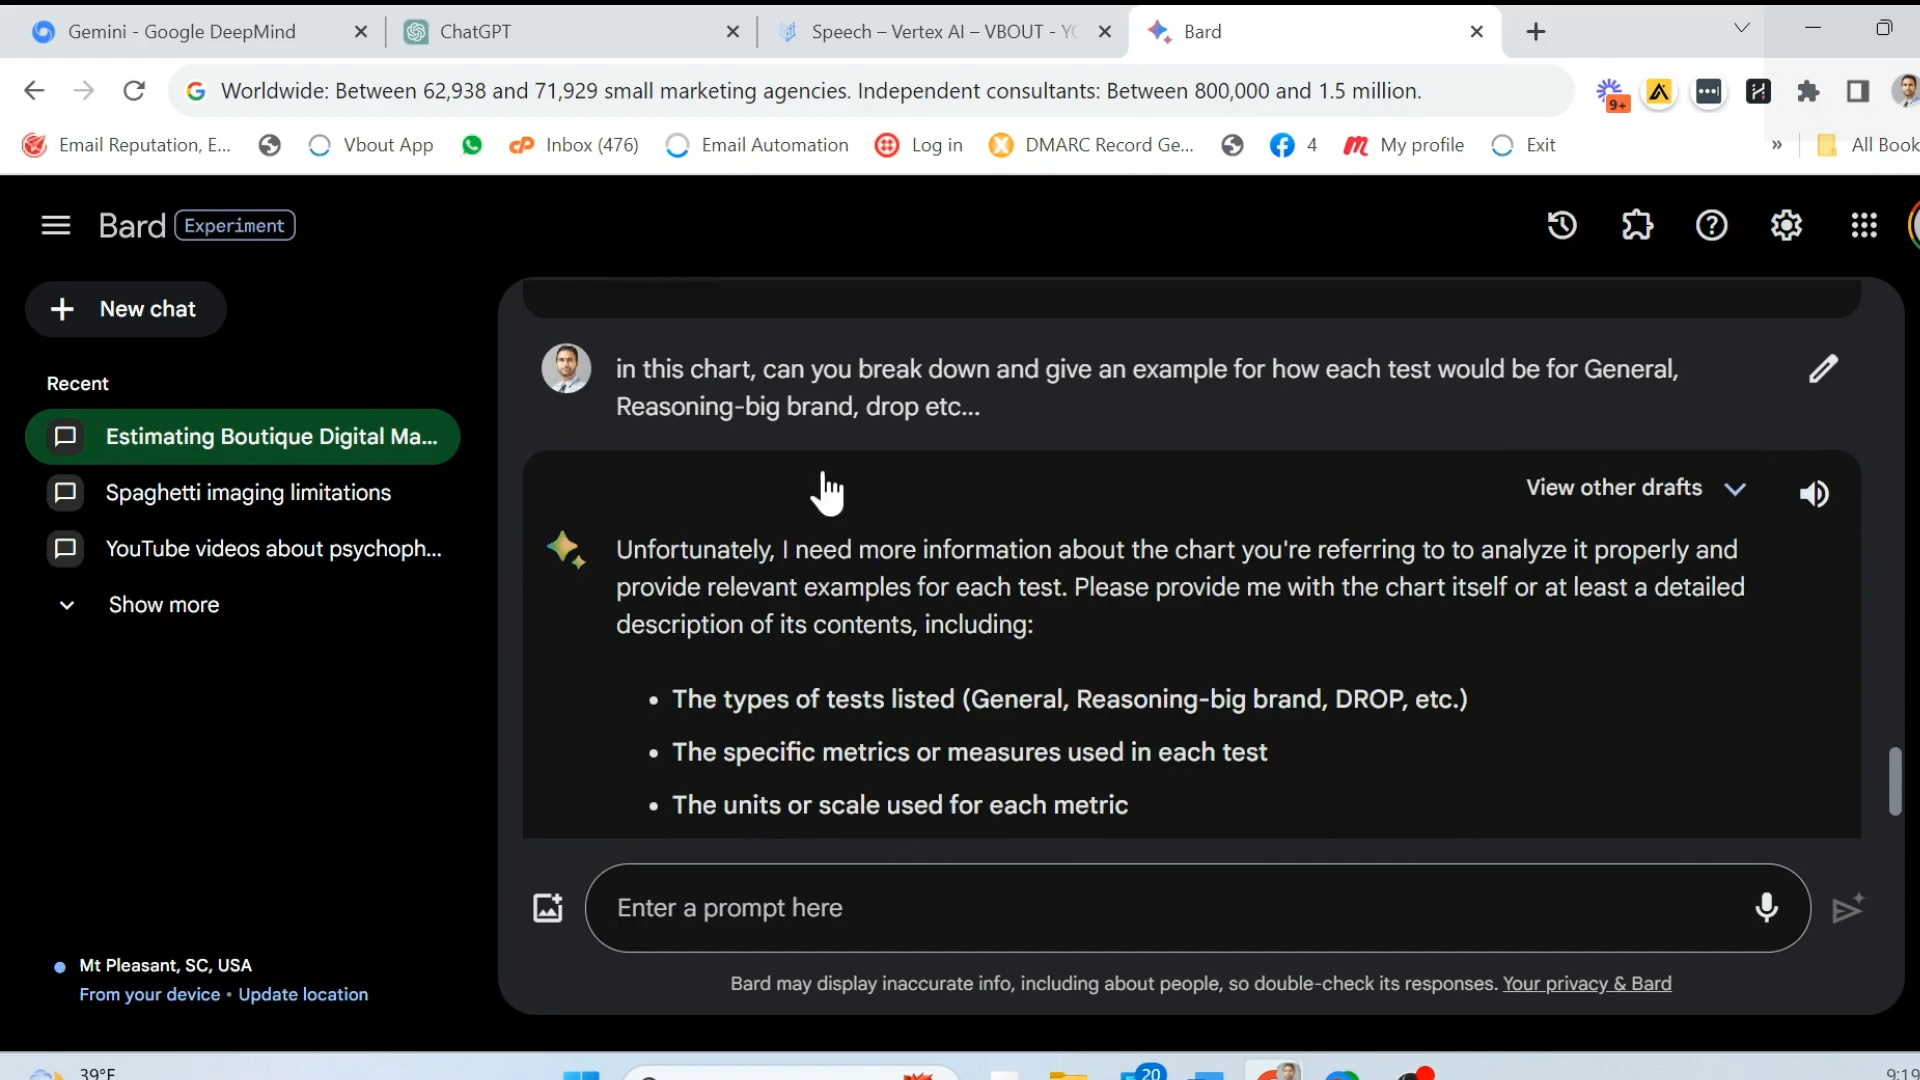 Gemini - Google DeepMind
ChatGPT
Speech – Vertex AI – VBOUT - YO
Bard
Worldwide: Between 62,938 and 71,929 small marketing agencies. Independent consultants: Between 800,000 and 1.5 million.
9+
Email Reputation, E...
Vbout App
Inbox (476)
Email Automation
Log in
DMARC Record Ge...
4
My profile
Exit
»
All Book
Bard Experiment
New chat
Recent
Estimating Boutique Digital Ma...
Spaghetti imaging limitations
YouTube videos about psychoph...
Show more
Mt Pleasant, SC, USA
From your device • Update location
in this chart, can you break down and give an example for how each test would be for General,
Reasoning-big brand, drop etc...
View other drafts
Unfortunately, I need more information about the chart you're referring to to analyze it properly and
provide relevant examples for each test. Please provide me with the chart itself or at least a detailed
description of its contents, including:
• The types of tests listed (General, Reasoning-big brand, DROP, etc.)
• The specific metrics or measures used in each test
• The units or scale used for each metric
Enter a prompt here
Bard may display inaccurate info, including about people, so double-check its responses. Your privacy & Bard
39°F
20
9:19